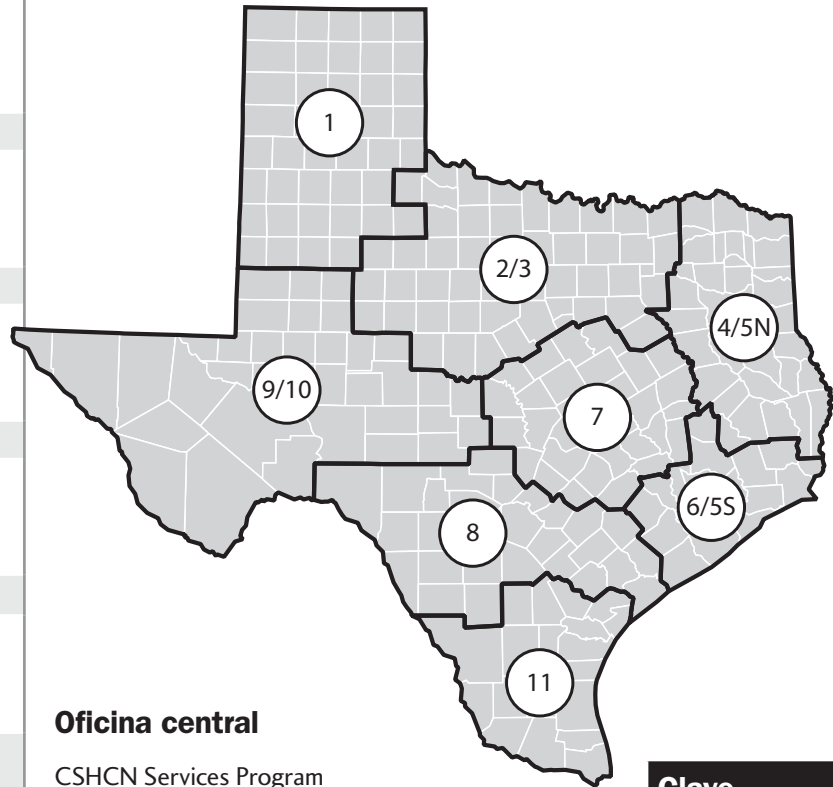 1
2/3
4/5N
9/10
7
6/5S
8
11
Oficina central
CSHCN Services Program
Clave